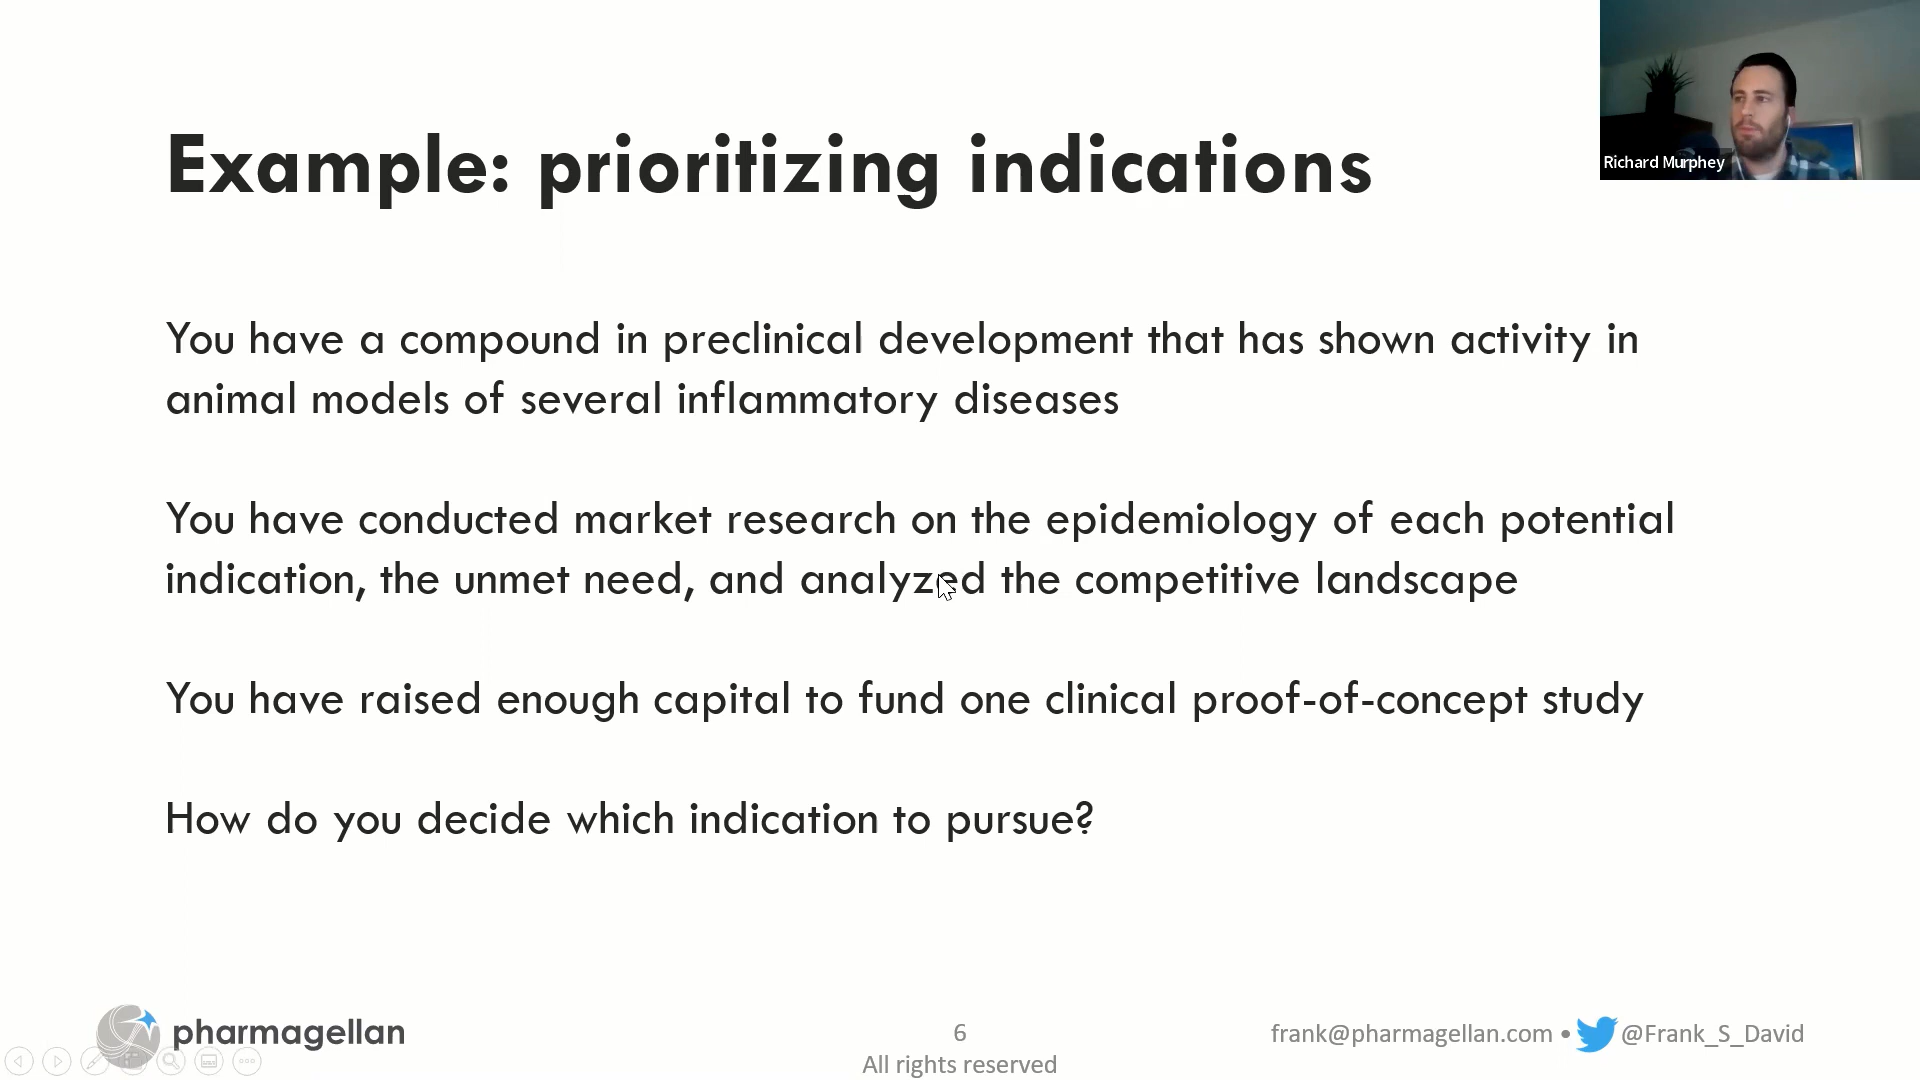 Richard Murphey
Example: prioritizing indications
You have a compound in preclinical development that has shown activity in
animal models of several inflammatory diseases
You have conducted market research on the epidemiology of each potential
indication, the unmet need, and analyzed the competitive landscape
You have raised enough capital to fund one clinical proof-of-concept study
How do you decide which indication to pursue?
pharmagellan
6
All rights reserved
frank@pharmagellan.com • @Frank_S_David